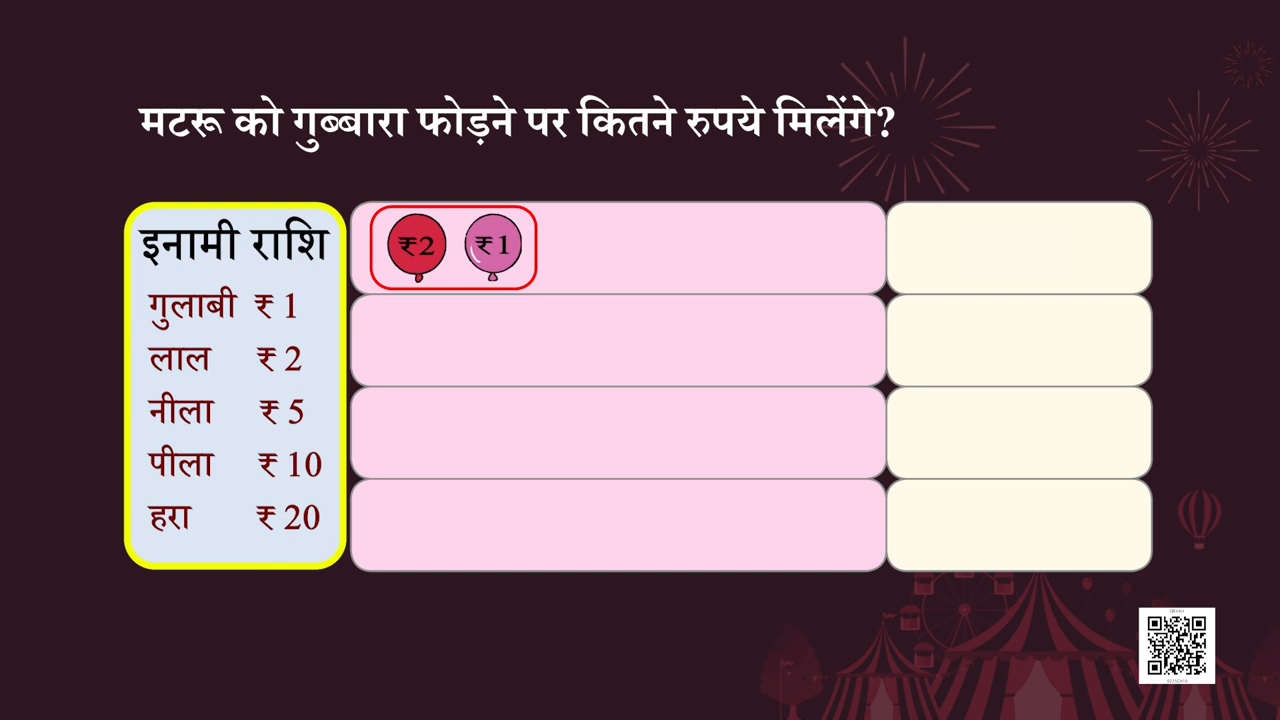 मटरू को गुब्बारा फोड़ने पर कितने रुपये मिलेंगे?
इनामी राशि
गुलाबी ₹ 1
लाल ₹ 2
नीला ₹ 5
पीला ₹ 10
हरा ₹ 20
₹2 ₹1